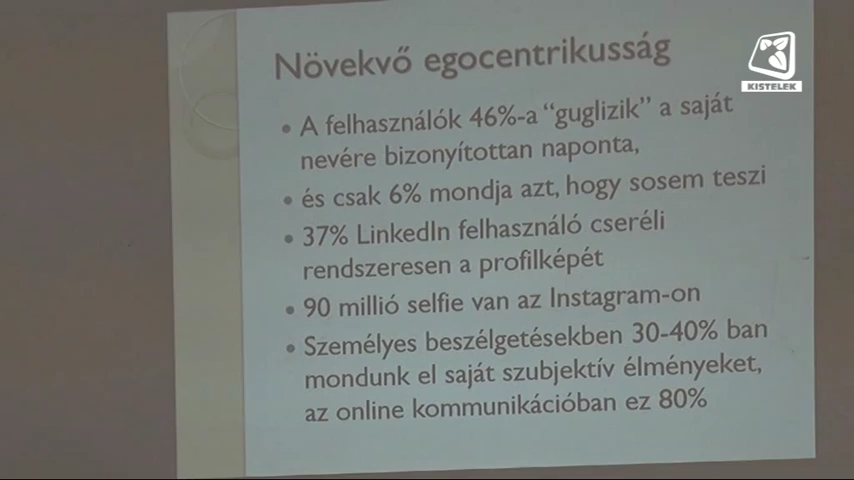 Növekvő egocentrikusság
KISTELEK
• A felhasználók 46%-a “guglizik” a saját
nevére bizonyítottan naponta,
• és csak 6% mondja azt, hogy sosem teszi
• 37% LinkedIn felhasználó cseréli
rendszeresen a profilképét
• 90 millió selfie van az Instagram-on
• Személyes beszélgetésekben 30-40% ban
mondunk el saját szubjektív élményeket,
az online kommunikációban ez 80%